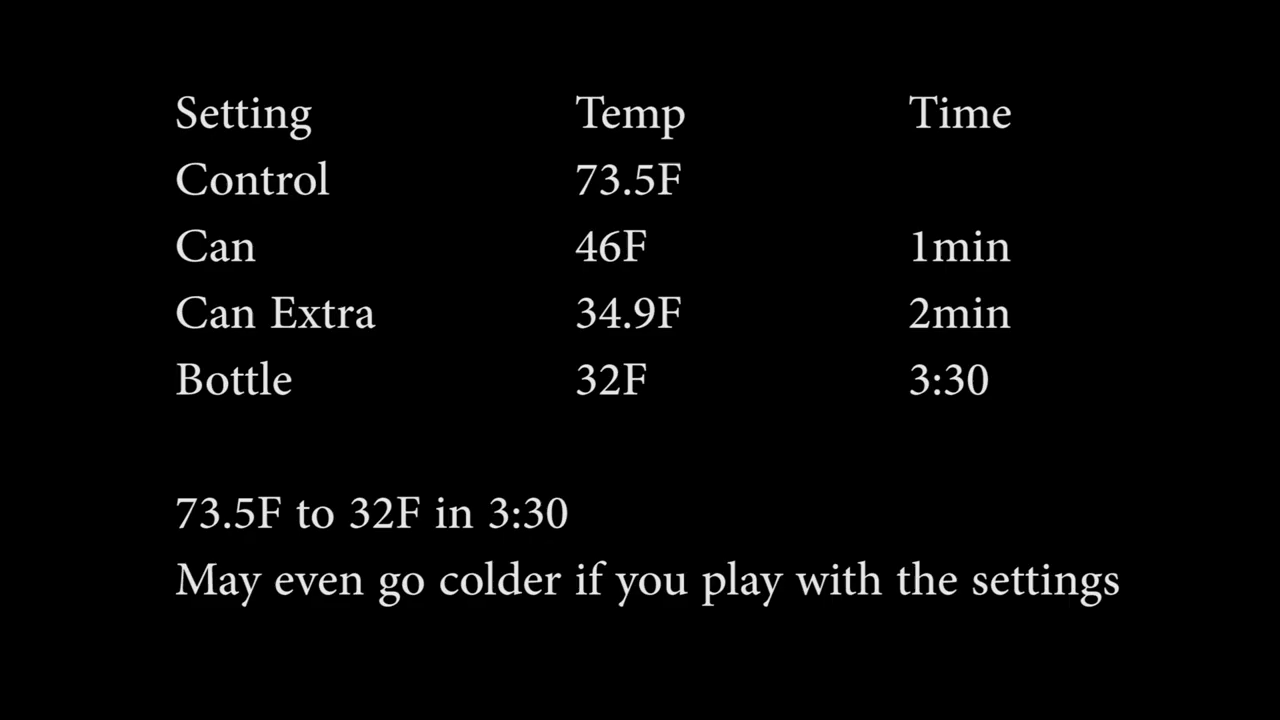 Setting Temp Time
Control 73.5F
Can 46F 1min
Can Extra 34.9F 2min
Bottle 32F 3:30
73.5F to 32F in 3:30
May even go colder if you play with the settings